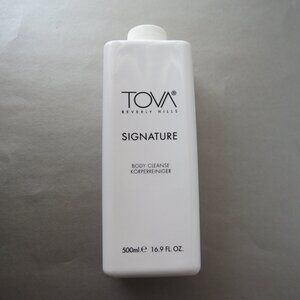 TOVA®
BEVERLY HILLS
SIGNATURE
BODY CLEANSE
KÖRPERREINIGER
500ml.℮ 16.9 FL. OZ.